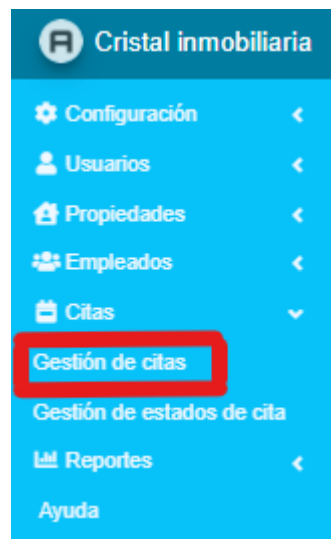 Cristal inmobiliaria
Configuración
Usuarios
Propiedades
Empleados
Citas
Gestión de citas
Gestión de estados de cita
Reportes
Ayuda